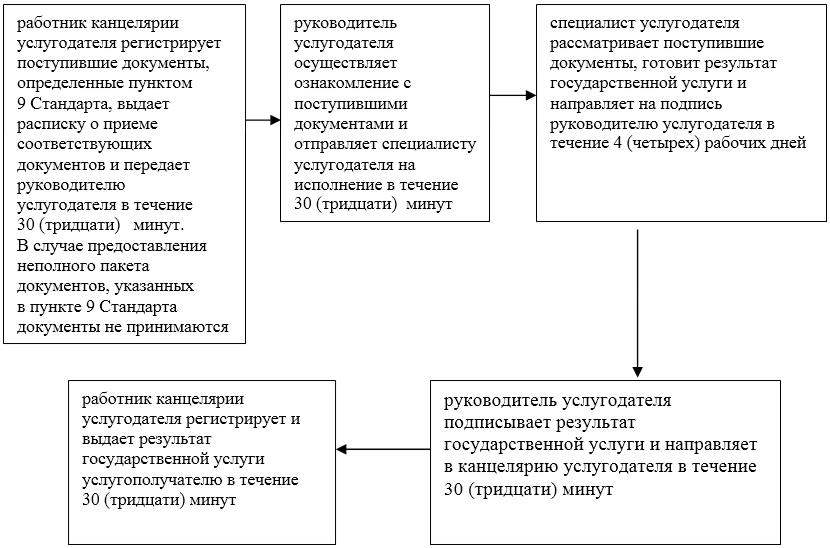 работник канцелярии
услугодателя регистрирует
поступившие документы,
определенные пунктом
9 Стандарта, выдает
расписку о приеме
соответствующих
документов и передает
руководителю
услугодателя в течение
30 (тридцати) минут.
В случае предоставления
неполного пакета
документов, указанных
в пункте 9 Стандарта
документы не принимаются
руководитель
услугодателя
осуществляет
ознакомление с
поступившими
документами и
отправляет специалисту
услугодателя на
исполнение в течение
30 (тридцати) минут
специалист услугодателя
рассматривает поступившие
документы, готовит результат
государственной услуги и
направляет на подпись
руководителю услугодателя в
течение 4 (четырех) рабочих дней
руководитель услугодателя
подписывает результат
государственной услуги и направляет
в канцелярию услугодателя в течение
30 (тридцати) минут
работник канцелярии
услугодателя регистрирует и
выдает результат
государственной услуги
услугополучателю в течение
30 (тридцати) минут